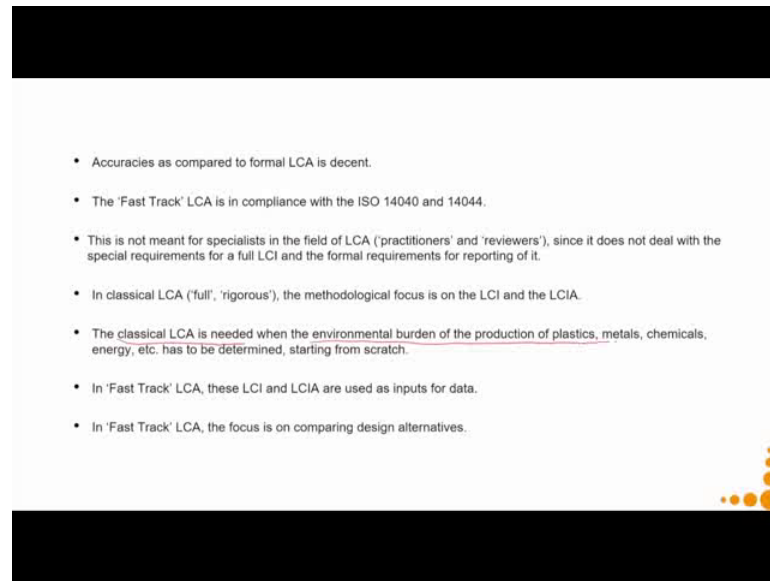 • Accuracies as compared to formal LCA is decent.
• The 'Fast Track' LCA is in compliance with the ISO 14040 and 14044.
• This is not meant for specialists in the field of LCA ('practitioners' and 'reviewers'), since it does not deal with the
special requirements for a full LCI and the formal requirements for reporting of it.
• In classical LCA ('full', 'rigorous'), the methodological focus is on the LCI and the LCIA.
• The classical LCA is needed when the environmental burden of the production of plastics, metals, chemicals,
energy, etc. has to be determined, starting from scratch.
• In 'Fast Track' LCA, these LCI and LCIA are used as inputs for data.
• In 'Fast Track' LCA, the focus is on comparing design alternatives.